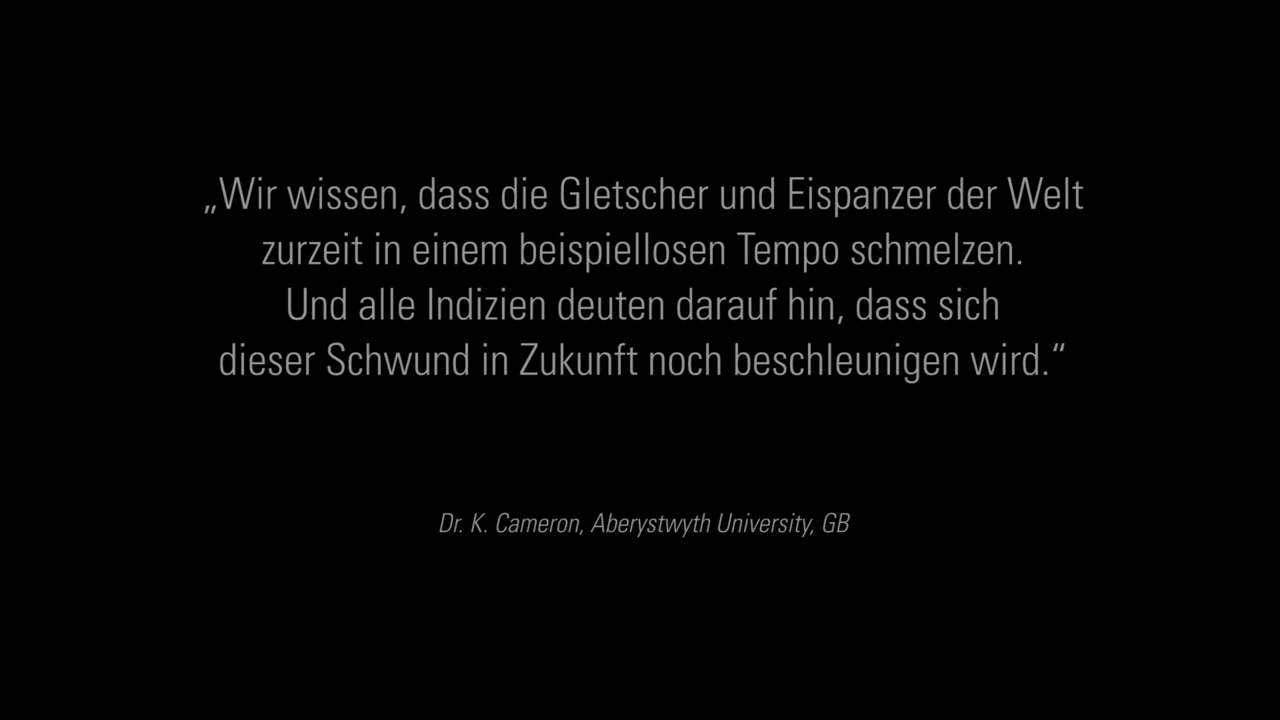 „Wir wissen, dass die Gletscher und Eispanzer der Welt
zurzeit in einem beispiellosen Tempo schmelzen.
Und alle Indizien deuten darauf hin, dass sich
dieser Schwund in Zukunft noch beschleunigen wird.“
Dr. K. Cameron, Aberystwyth University, GB